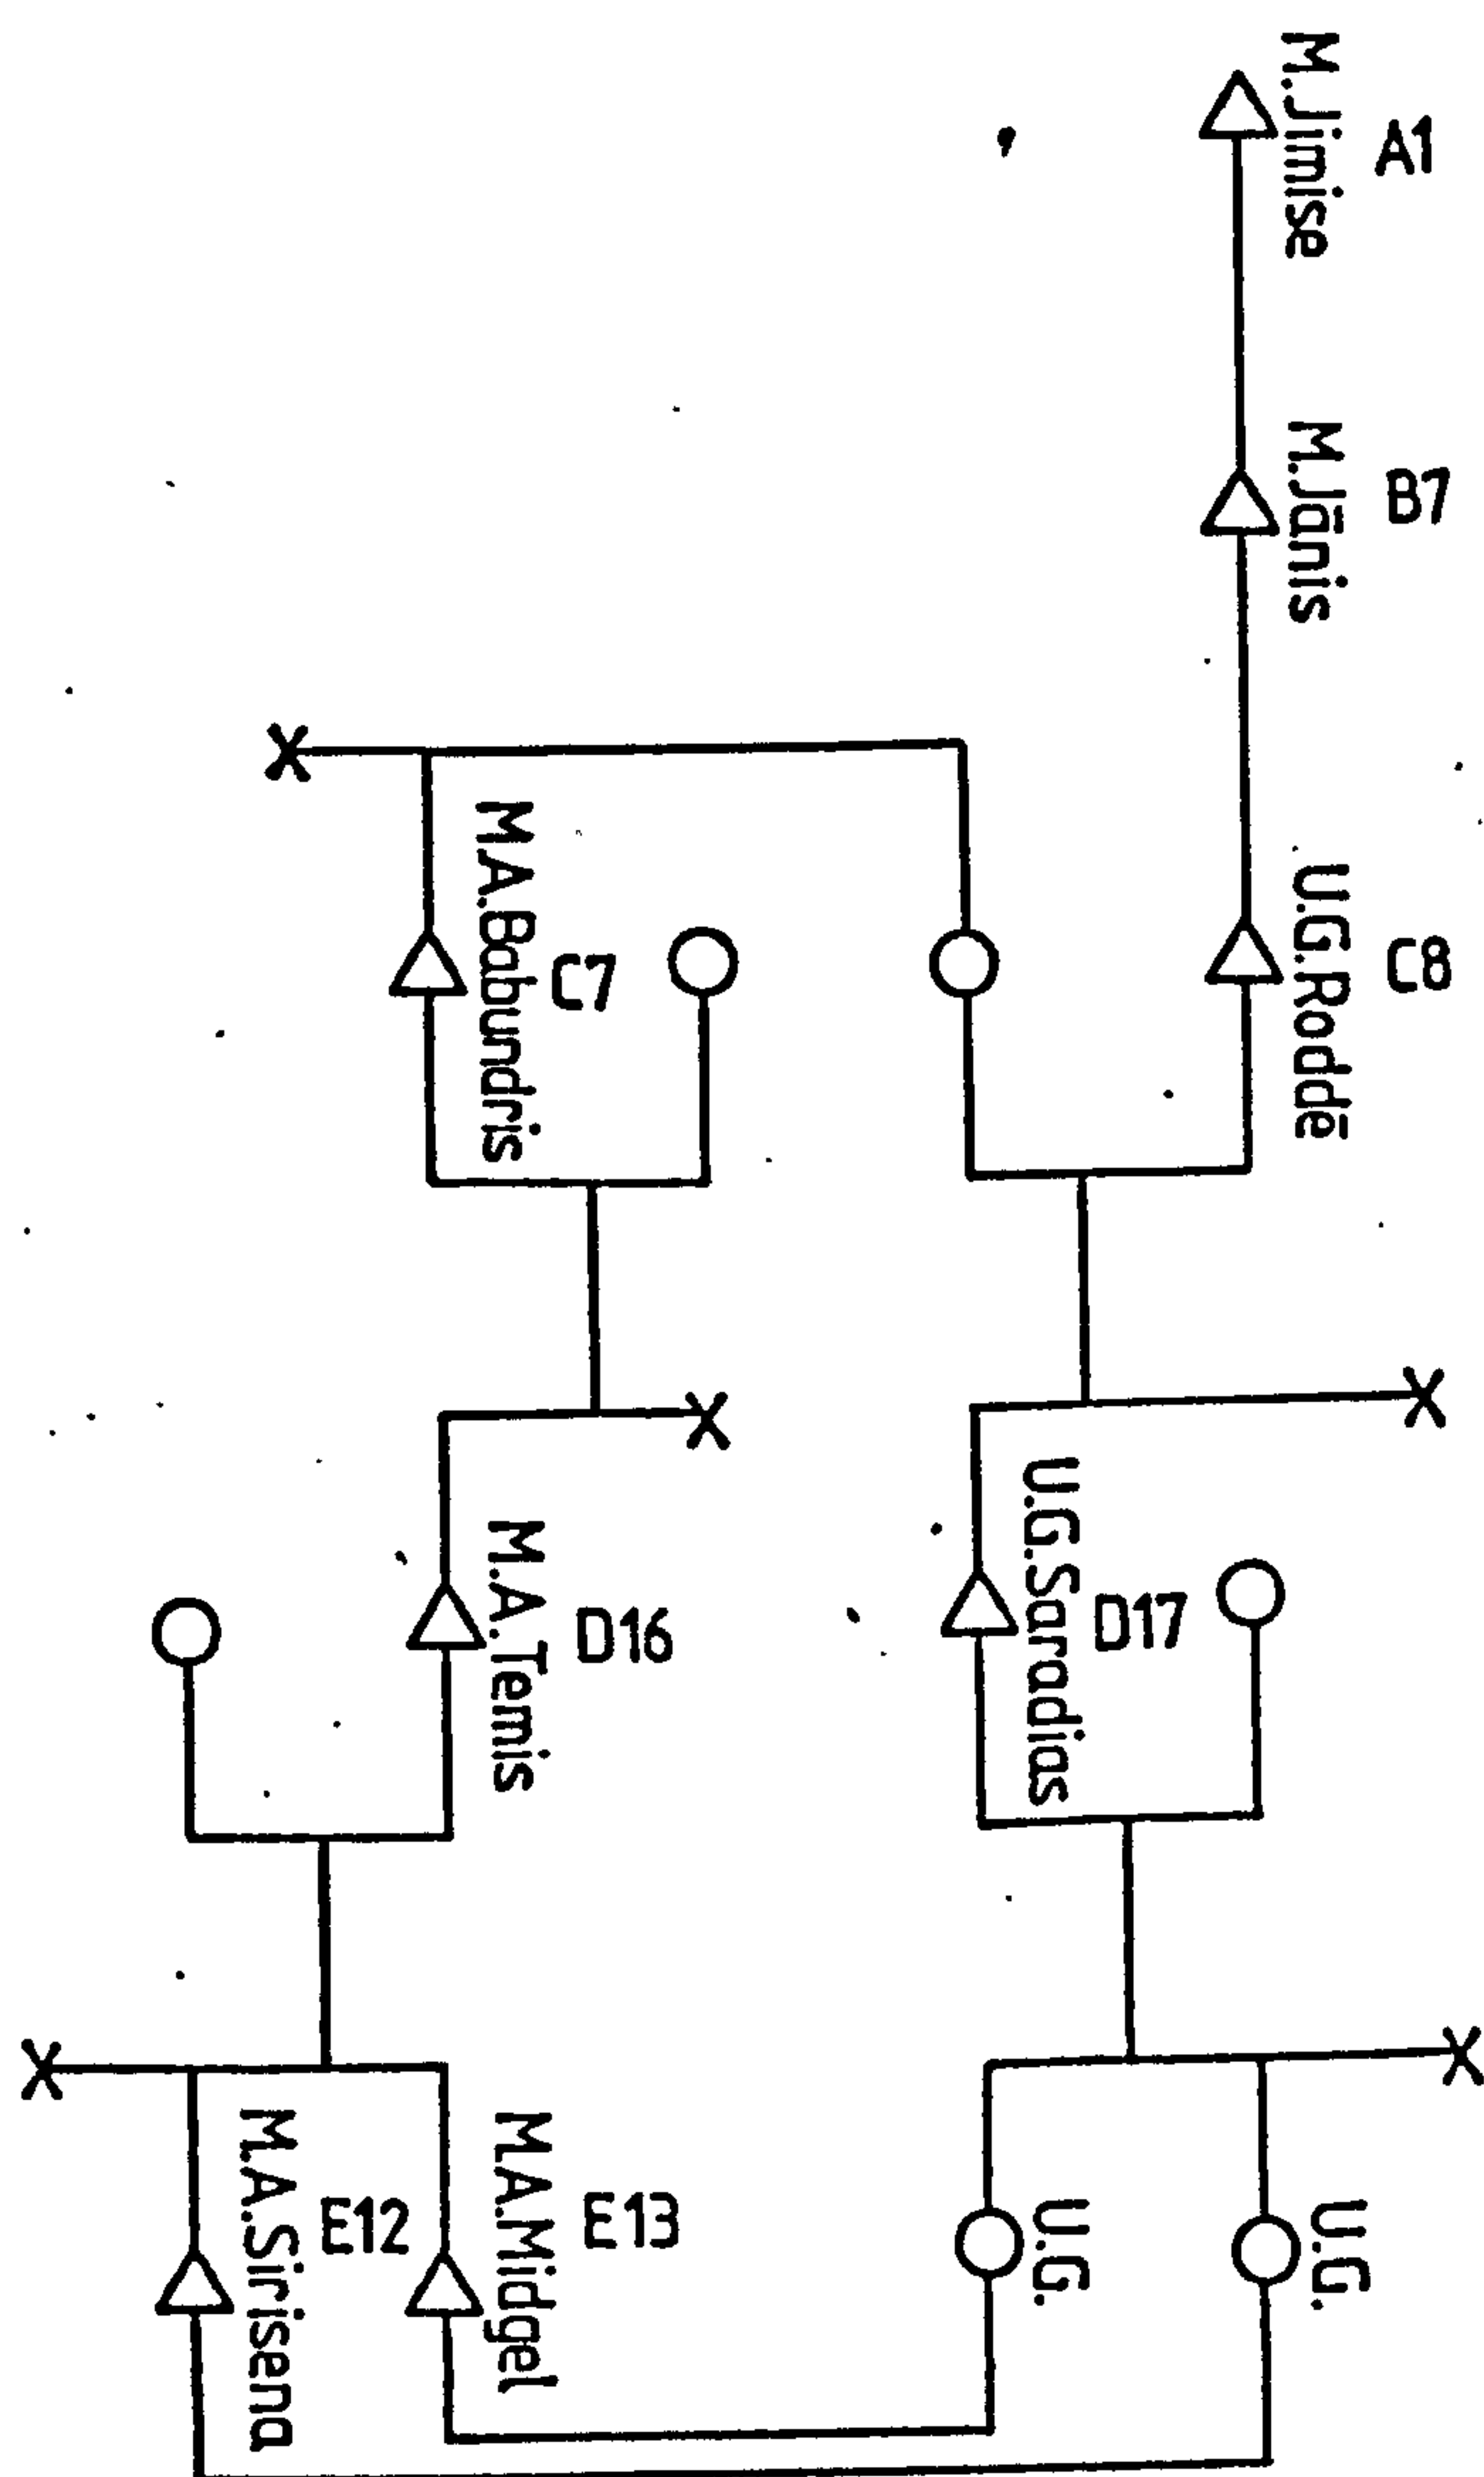 M.Jimise
A1
M.Jānis
B7
M.A.Babundris
C7
U.G.Roddē
C8
M.A.Temis
D16
U.G.Saradias
D17
M.A.Sirisena
E12
M.A.Midgel
E13
U.G.
U.G.